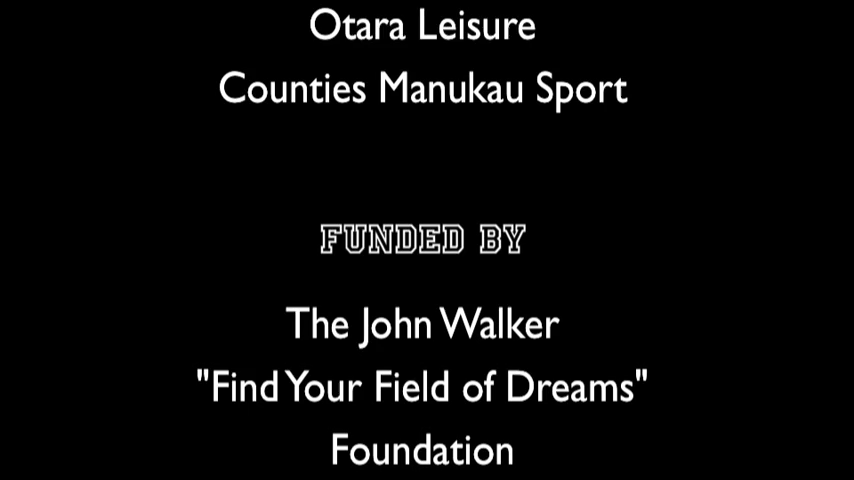 Otara Leisure
Counties Manukau Sport
FUNDED BY
The John Walker
"Find Your Field of Dreams"
Foundation